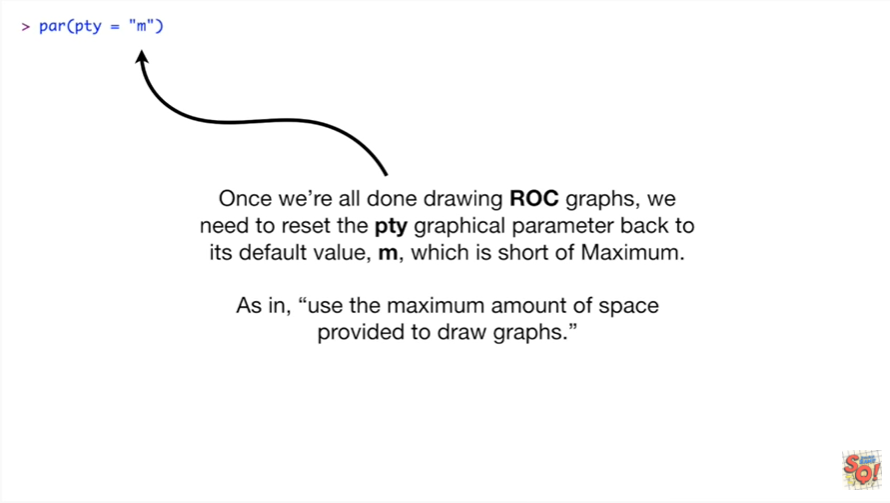 > par(pty = "m")
Once we’re all done drawing ROC graphs, we
need to reset the pty graphical parameter back to
its default value, m, which is short of Maximum.
As in, “use the maximum amount of space
provided to draw graphs.”
SQ!